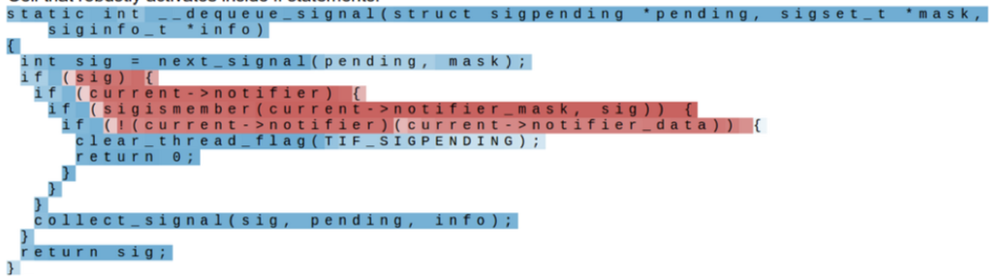 Cell that robustly activates inside if statements:
static int __dequeue_signal(struct sigpending *pending, sigset_t *mask,
siginfo_t *info)
{
int sig = next_signal(pending, mask);
if (sig) {
if (current->notifier) {
if (sigismember(current->notifier_mask, sig)) {
if (!(current->notifier)(current->notifier_data)) {
clear_thread_flag(TIF_SIGPENDING);
return 0;
}
}
}
collect_signal(sig, pending, info);
}
return sig;
}